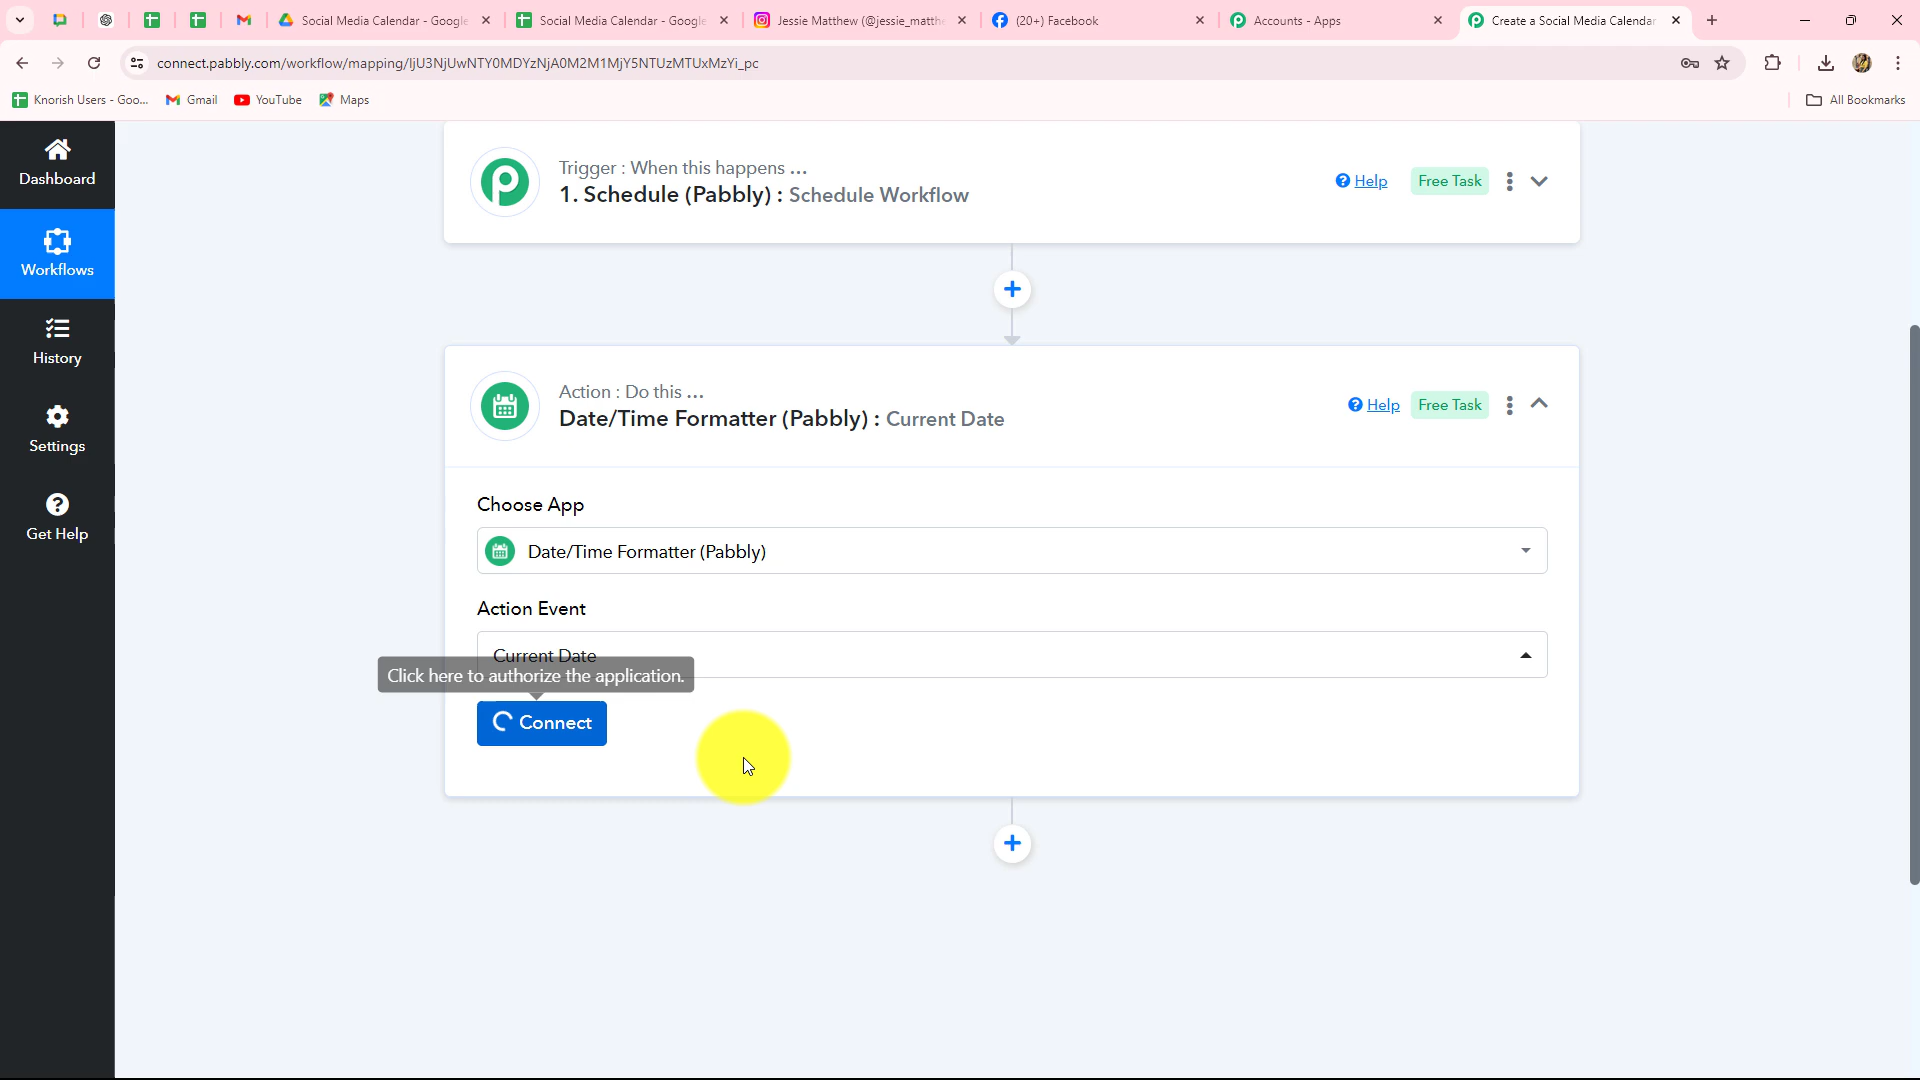 Social Media Calendar - Google
Social Media Calendar - Google
Jessie Matthew (@jessie_matthe
(20+) Facebook
Accounts - Apps
Create a Social Media Calendar
connect.pabbly.com/workflow/mapping/IjU3NjUwNTY0MDYzNjA0M2M1MjY5NTUzMTUxMzYi_pc
Knorish Users - Goo...
Gmail
YouTube
Maps
All Bookmarks
Dashboard
Workflows
History
Settings
Get Help
Trigger : When this happens ...
1. Schedule (Pabbly) : Schedule Workflow
Help
Free Task
Action : Do this ...
Date/Time Formatter (Pabbly) : Current Date
Help
Free Task
Choose App
Date/Time Formatter (Pabbly)
Action Event
Current Date
Click here to authorize the application.
Connect